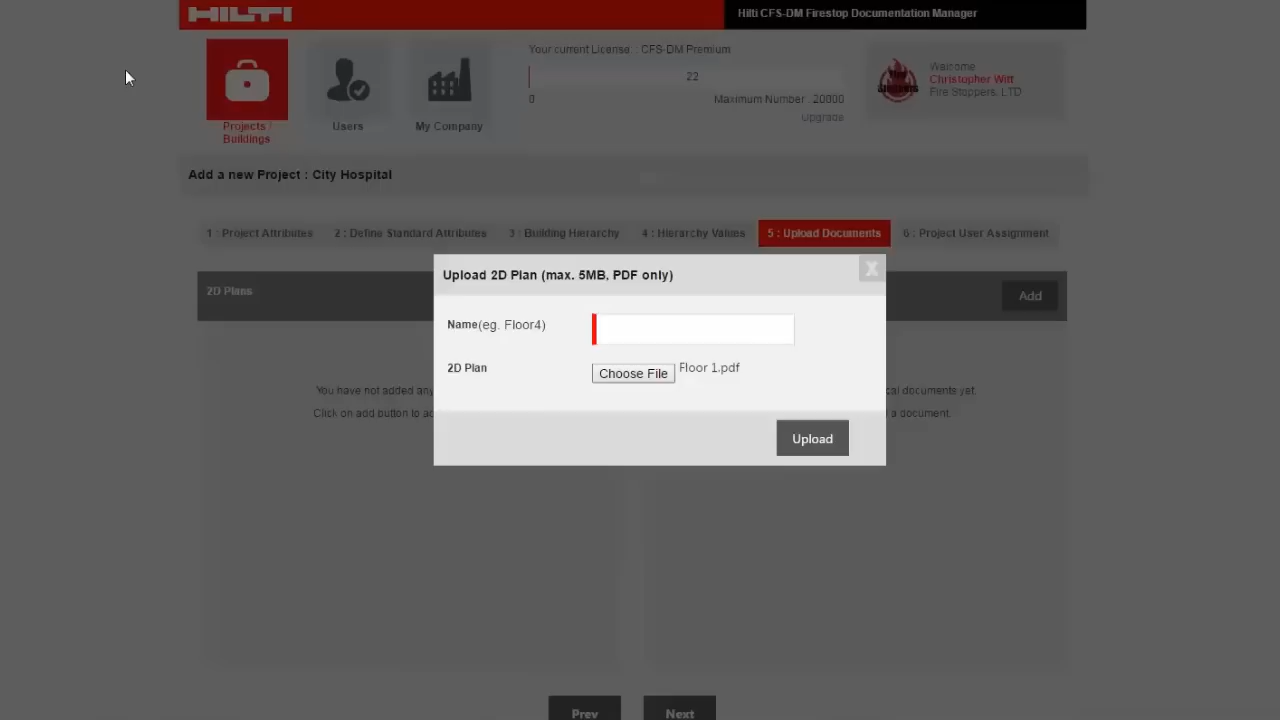 HILTI
Hilti CFS-DM Firestop Documentation Manager
Projects / Buildings
Users
My Company
Your current License: : CFS-DM Premium
22
0
Maximum Number : 20000
Upgrade
Welcome
Christopher Witt
Fire Stoppers, LTD
Add a new Project : City Hospital
1 : Project Attributes
2 : Define Standard Attributes
3 : Building Hierarchy
4 : Hierarchy Values
5 : Upload Documents
6 : Project User Assignment
2D Plans
Add
Upload 2D Plan (max. 5MB, PDF only)
X
Name(eg. Floor4)
2D Plan
Choose File
Floor 1.pdf
Upload
You have not added any
cal documents yet.
Click on add button to ad
a document.
Prev
Next